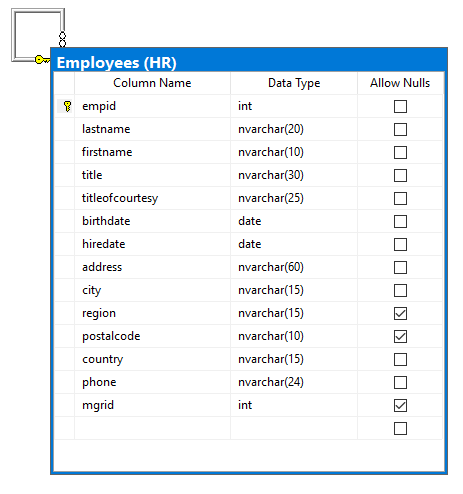 Employees (HR)
Column Name Data Type Allow Nulls
empid int
lastname nvarchar(20)
firstname nvarchar(10)
title nvarchar(30)
titleofcourtesy nvarchar(25)
birthdate date
hiredate date
address nvarchar(60)
city nvarchar(15)
region nvarchar(15)
postalcode nvarchar(10)
country nvarchar(15)
phone nvarchar(24)
mgrid int